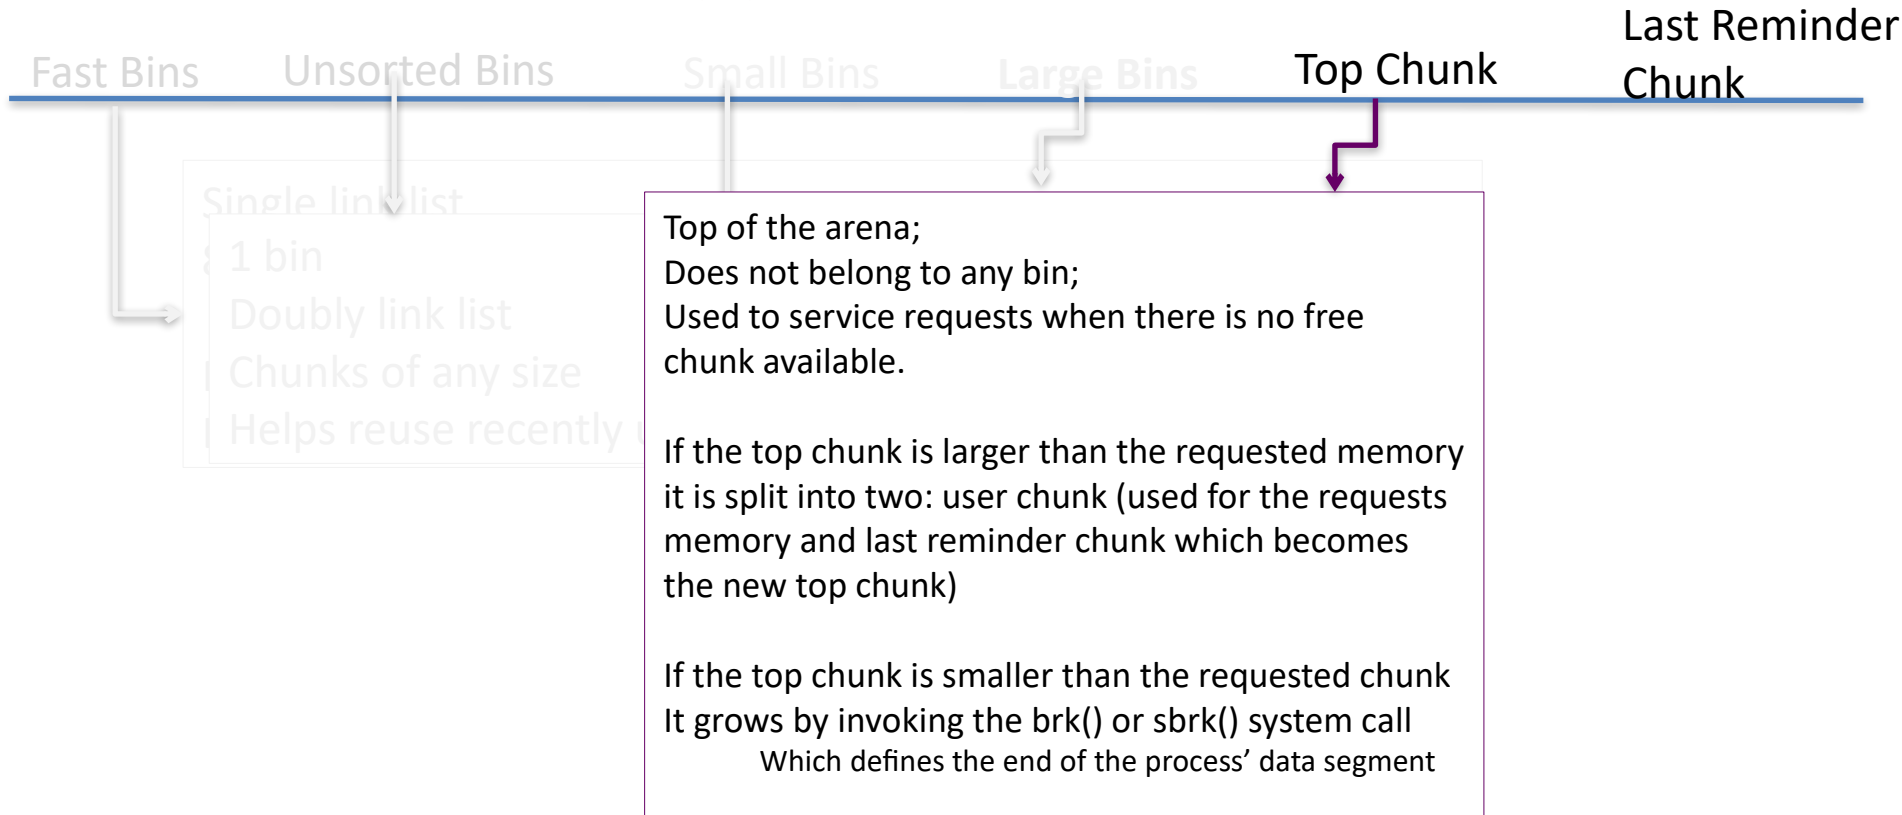 Fast Bins
Unsorted Bins
Small Bins
Large Bins
Top Chunk
Last Reminder
Chunk
Single link list
1 bin
Doubly link list
Chunks of any size
Helps reuse recently
Top of the arena;
Does not belong to any bin;
Used to service requests when there is no free
chunk available.
If the top chunk is larger than the requested memory
it is split into two: user chunk (used for the requests
memory and last reminder chunk which becomes
the new top chunk)
If the top chunk is smaller than the requested chunk
It grows by invoking the brk() or sbrk() system call
Which defines the end of the process’ data segment